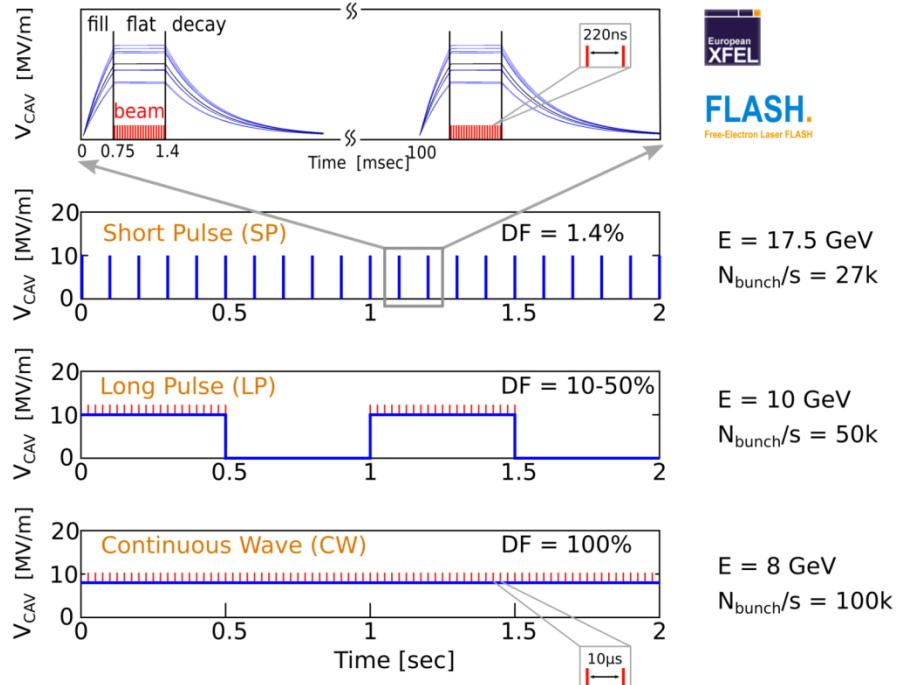 fill flat decay
V_CAV [MV/m]
beam
220ns
0 0.75 1.4
Time [msec]
100
European
XFEL
FLASH.
Free-Electron Laser FLASH
V_CAV [MV/m]
20
10
0
Short Pulse (SP)
DF = 1.4%
0 0.5 1 1.5 2
E = 17.5 GeV
N_bunch/s = 27k
V_CAV [MV/m]
20
10
0
Long Pulse (LP)
DF = 10-50%
0 0.5 1 1.5 2
E = 10 GeV
N_bunch/s = 50k
V_CAV [MV/m]
20
10
0
Continuous Wave (CW)
DF = 100%
0 0.5 1 1.5 2
Time [sec]
10μs
E = 8 GeV
N_bunch/s = 100k